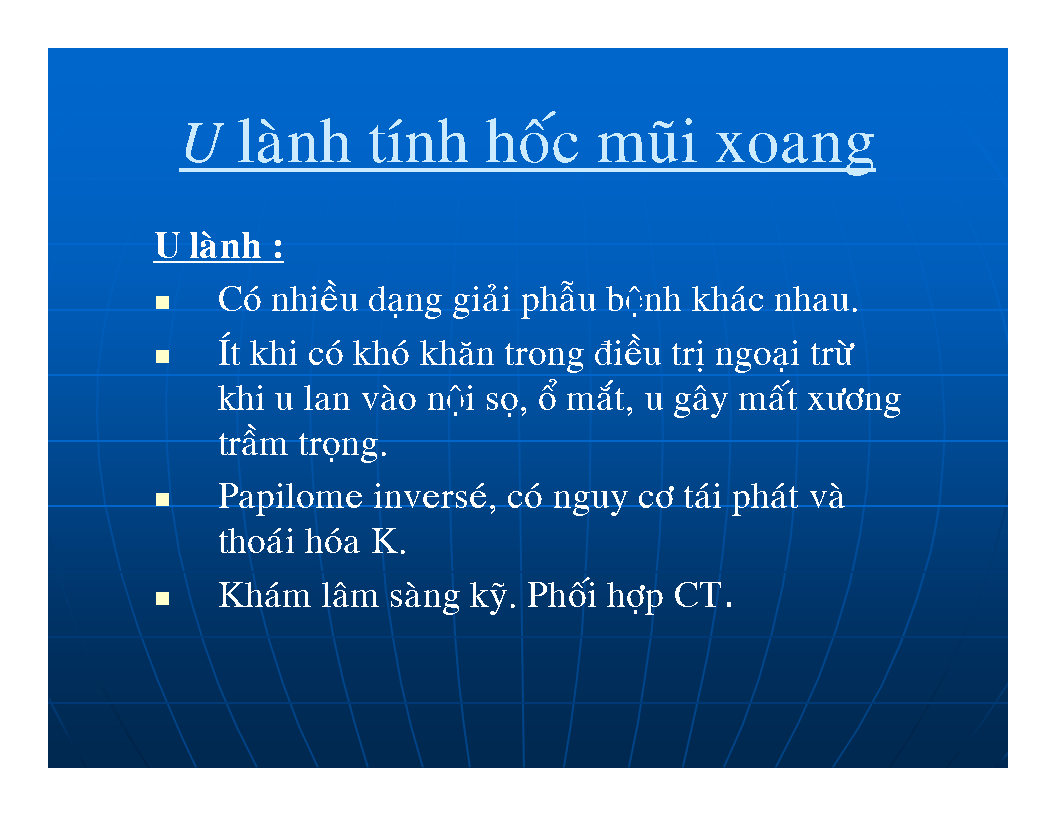 U lành tính hốc mũi xoang
U lành :
Có nhiều dạng giải phẫu bệnh khác nhau.
Ít khi có khó khăn trong điều trị ngoại trừ
khi u lan vào nội sọ, ổ mắt, u gây mất xương
trầm trọng.
Papilome inversé, có nguy cơ tái phát và
thoái hóa K.
Khám lâm sàng kỹ. Phối hợp CT.